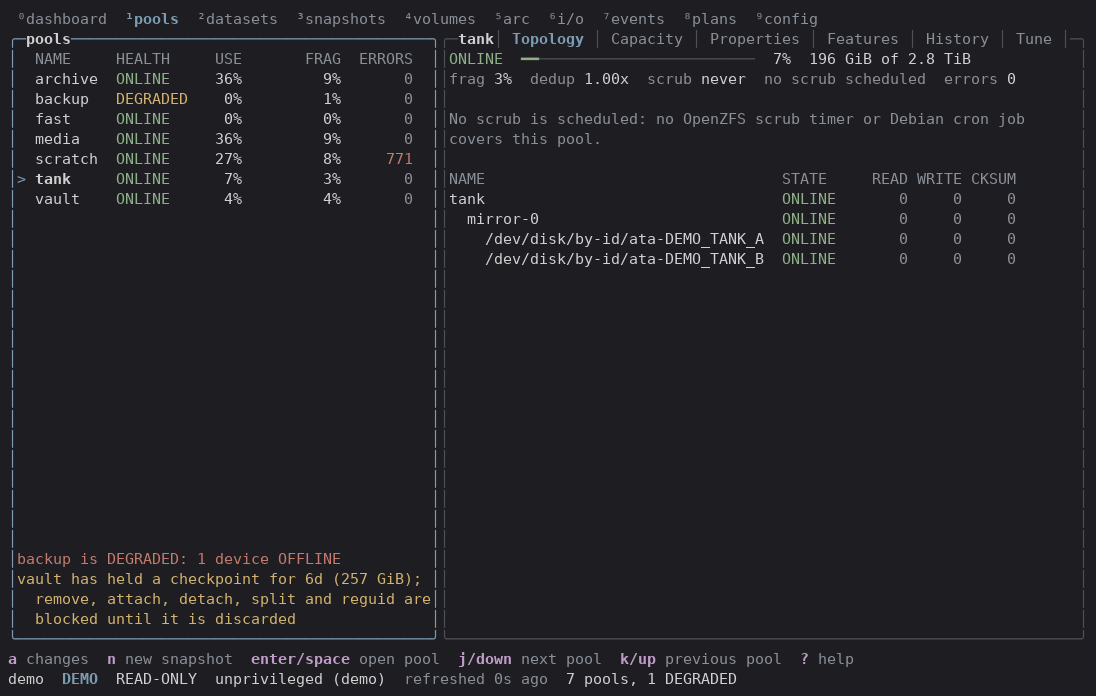 ⁰dashboard ¹pools ²datasets ³snapshots ⁴volumes ⁵arc ⁶i/o ⁷events ⁸plans ⁹config
pools
NAME HEALTH USE FRAG ERRORS
archive ONLINE 36% 9% 0
backup DEGRADED 0% 1% 0
fast ONLINE 0% 0% 0
media ONLINE 36% 9% 0
scratch ONLINE 27% 8% 771
> tank ONLINE 7% 3% 0
vault ONLINE 4% 4% 0
backup is DEGRADED: 1 device OFFLINE
vault has held a checkpoint for 6d (257 GiB);
remove, attach, detach, split and reguid are
blocked until it is discarded
tank │ Topology │ Capacity │ Properties │ Features │ History │ Tune │
ONLINE 7% 196 GiB of 2.8 TiB
frag 3% dedup 1.00x scrub never no scrub scheduled errors 0
No scrub is scheduled: no OpenZFS scrub timer or Debian cron job
covers this pool.
NAME STATE READ WRITE CKSUM
tank ONLINE 0 0 0
mirror-0 ONLINE 0 0 0
/dev/disk/by-id/ata-DEMO_TANK_A ONLINE 0 0 0
/dev/disk/by-id/ata-DEMO_TANK_B ONLINE 0 0 0
a changes n new snapshot enter/space open pool j/down next pool k/up previous pool ? help
demo DEMO READ-ONLY unprivileged (demo) refreshed 0s ago 7 pools, 1 DEGRADED